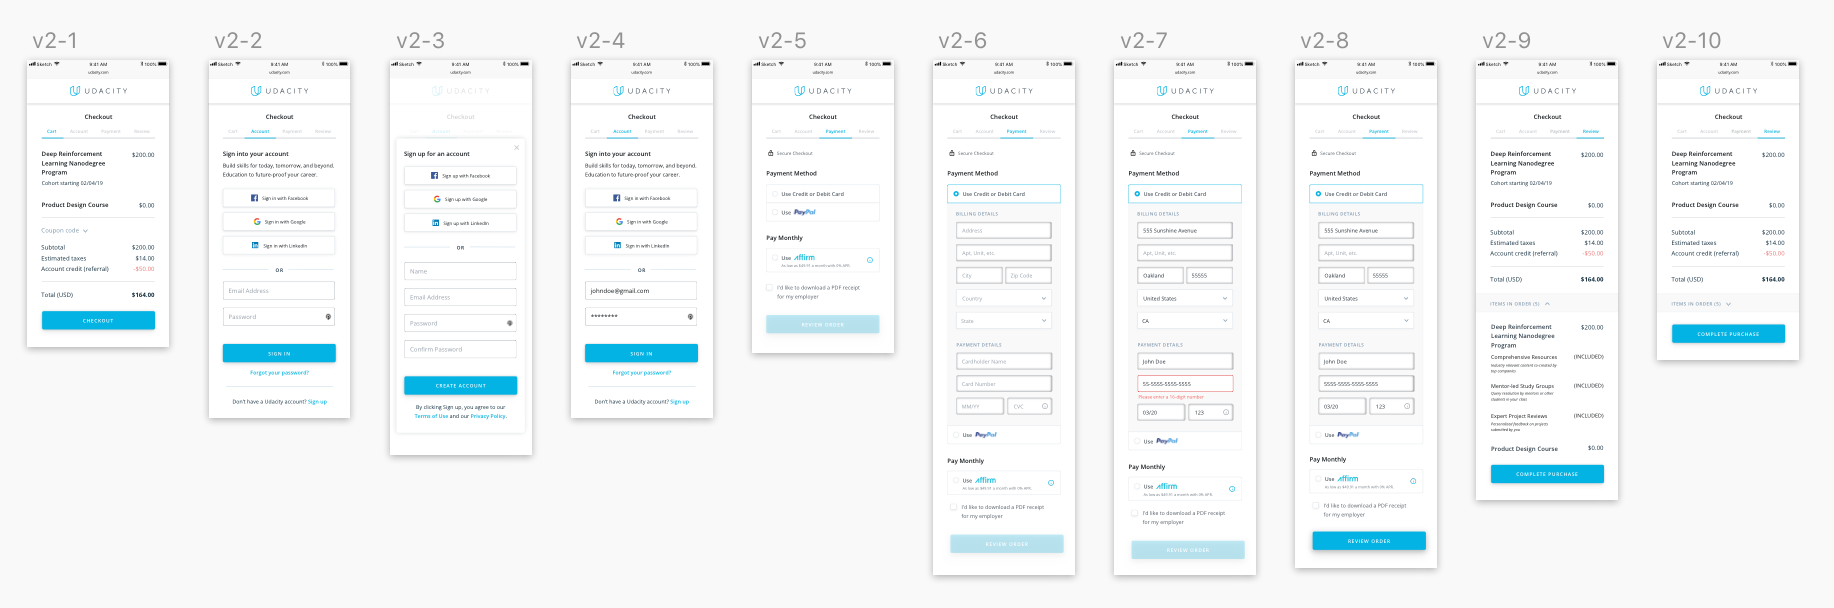 v2-1
Sketch 9:41 AM 100%
udacity.com
UDACITY
Checkout
Cart Account Payment Review
Deep Reinforcement $200.00
Learning Nanodegree
Program
Cohort starting 02/04/19
Product Design Course $0.00
Coupon code
Subtotal $200.00
Estimated taxes $14.00
Account credit (referral) -$50.00
Total (USD) $164.00
CHECKOUT
v2-2
Sketch 9:41 AM 100%
udacity.com
UDACITY
Checkout
Cart Account Payment Review
Sign into your account
Build skills for today, tomorrow, and beyond.
Education to future-proof your career.
Sign in with Facebook
Sign in with Google
Sign in with LinkedIn
OR
Email Address
Password
SIGN IN
Forgot your password?
Don't have a Udacity account? Sign up
v2-3
Sketch 9:41 AM 100%
udacity.com
UDACITY
Checkout
Sign up for an account
Sign up with Facebook
Sign up with Google
Sign up with LinkedIn
OR
Name
Email Address
Password
Confirm Password
CREATE ACCOUNT
By clicking Sign up, you agree to our
Terms of Use and our Privacy Policy.
v2-4
Sketch 9:41 AM 100%
udacity.com
UDACITY
Checkout
Cart Account Payment Review
Sign into your account
Build skills for today, tomorrow, and beyond.
Education to future-proof your career.
Sign in with Facebook
Sign in with Google
Sign in with LinkedIn
OR
johndoe@gmail.com
********
SIGN IN
Forgot your password?
Don't have a Udacity account? Sign up
v2-5
Sketch 9:41 AM 100%
udacity.com
UDACITY
Checkout
Cart Account Payment Review
Secure Checkout
Payment Method
Use Credit or Debit Card
Use PayPal
Pay Monthly
Use affirm
As low as $49.91 a month with 0% APR.
I'd like to download a PDF receipt
for my employer
REVIEW ORDER
v2-6
Sketch 9:41 AM 100%
udacity.com
UDACITY
Checkout
Cart Account Payment Review
Secure Checkout
Payment Method
Use Credit or Debit Card
BILLING DETAILS
Address
Apt, Unit, etc.
City Zip Code
Country
State
PAYMENT DETAILS
Cardholder Name
Card Number
MM/YY CVC
Use PayPal
Pay Monthly
Use affirm
As low as $49.91 a month with 0% APR.
I'd like to download a PDF receipt
for my employer
REVIEW ORDER
v2-7
Sketch 9:41 AM 100%
udacity.com
UDACITY
Checkout
Cart Account Payment Review
Secure Checkout
Payment Method
Use Credit or Debit Card
BILLING DETAILS
555 Sunshine Avenue
Apt, Unit, etc.
Oakland 55555
United States
CA
PAYMENT DETAILS
John Doe
55-5555-5555-5555
Please enter a 16 digit number
03/20 123
Use PayPal
Pay Monthly
Use affirm
As low as $49.91 a month with 0% APR.
I'd like to download a PDF receipt
for my employer
REVIEW ORDER
v2-8
Sketch 9:41 AM 100%
udacity.com
UDACITY
Checkout
Cart Account Payment Review
Secure Checkout
Payment Method
Use Credit or Debit Card
BILLING DETAILS
555 Sunshine Avenue
Apt, Unit, etc.
Oakland 55555
United States
CA
PAYMENT DETAILS
John Doe
5555-5555-5555-5555
03/20 123
Use PayPal
Pay Monthly
Use affirm
As low as $49.91 a month with 0% APR.
I'd like to download a PDF receipt
for my employer
REVIEW ORDER
v2-9
Sketch 9:41 AM 100%
udacity.com
UDACITY
Checkout
Cart Account Payment Review
Deep Reinforcement $200.00
Learning Nanodegree
Program
Cohort starting 02/04/19
Product Design Course $0.00
Subtotal $200.00
Estimated taxes $14.00
Account credit (referral) -$50.00
Total (USD) $164.00
ITEMS IN ORDER (5)
Deep Reinforcement $200.00
Learning Nanodegree
Program
Comprehensive Resources (INCLUDED)
Industry relevant content co-created by
top companies
Mentor-led Study Groups (INCLUDED)
Query resolution by mentors or other
students in your class
Expert Project Reviews (INCLUDED)
Personalized feedback on projects
submitted by you
Product Design Course $0.00
COMPLETE PURCHASE
v2-10
Sketch 9:41 AM 100%
udacity.com
UDACITY
Checkout
Cart Account Payment Review
Deep Reinforcement $200.00
Learning Nanodegree
Program
Cohort starting 02/04/19
Product Design Course $0.00
Subtotal $200.00
Estimated taxes $14.00
Account credit (referral) -$50.00
Total (USD) $164.00
ITEMS IN ORDER (5)
COMPLETE PURCHASE